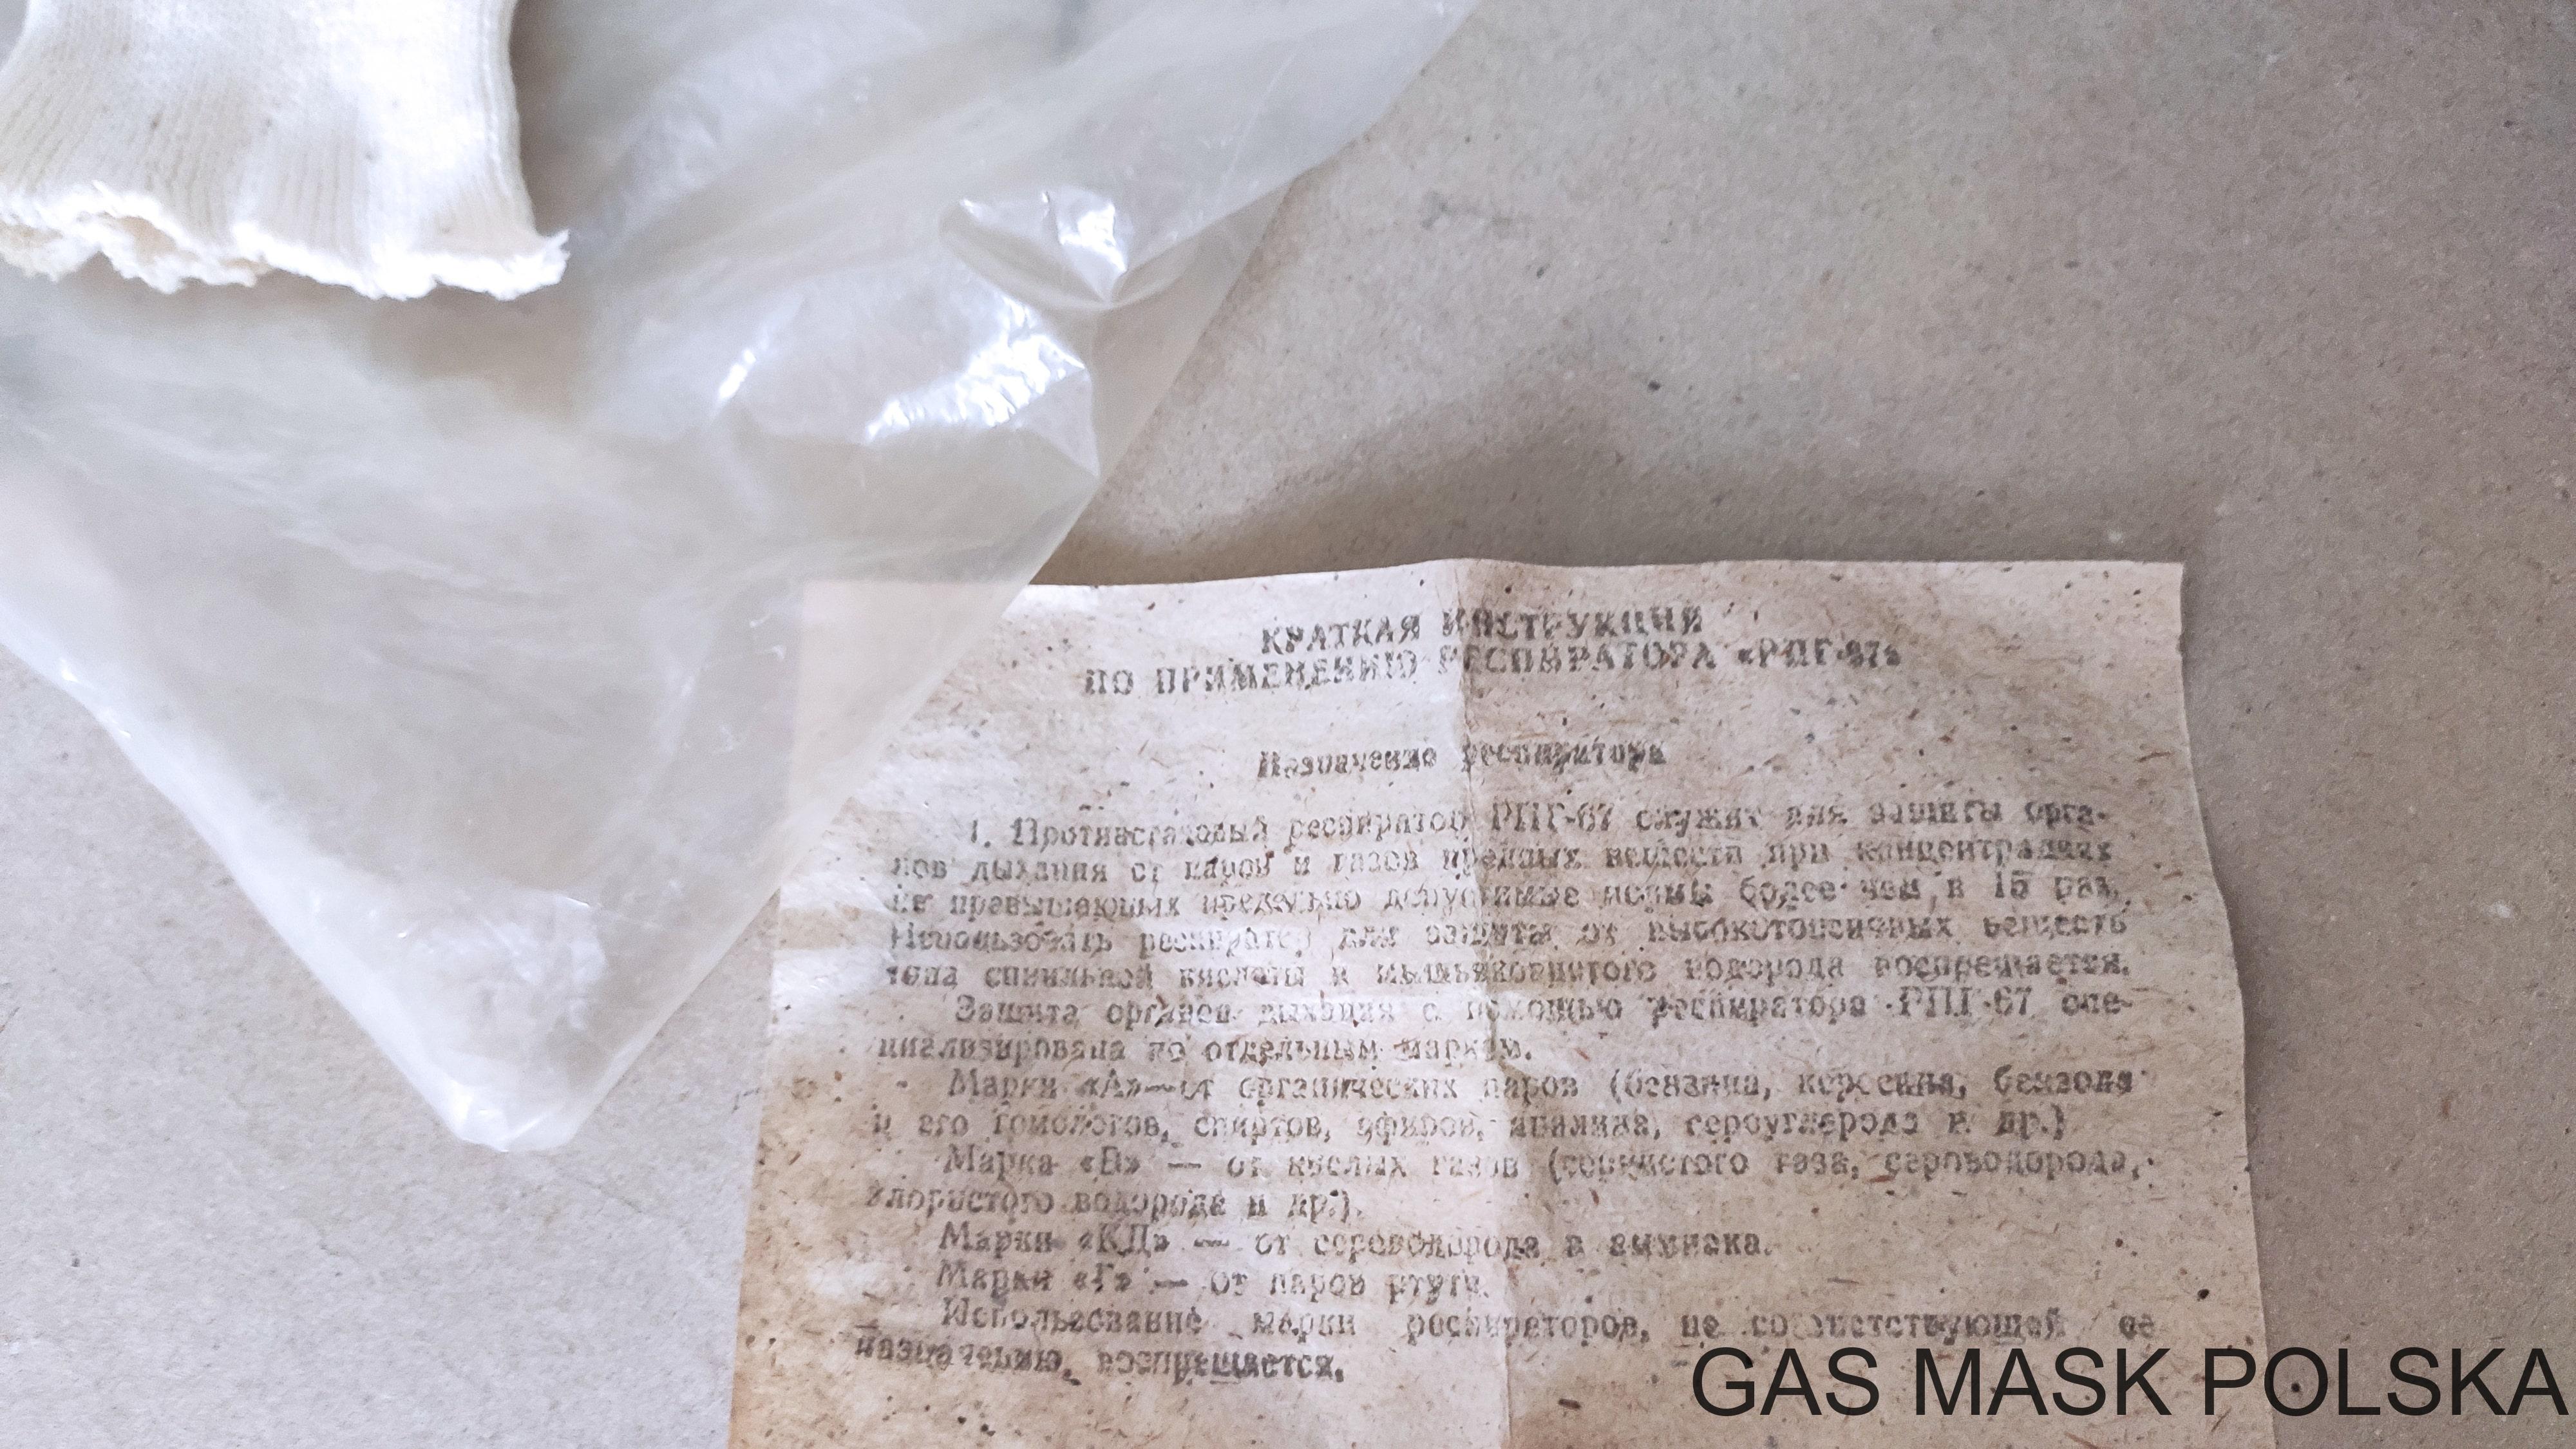 КРАТКАЯ ИНСТРУКЦИЯ
ПО ПРИМЕНЕНИЮ РЕСПИРАТОРА «РПГ-67»
Назначение респиратора
1. Противогазовый респиратор РПГ-67 служит для защиты орга-
нов дыхания от паров и газов вредных веществ при концентрациях
не превышающих предельно допустимые нормы более чем в 15 раз.
Использовать респиратор для защиты от высокотоксичных веществ
типа синильной кислоты и мышьяковистого водорода воспрещается.
Защита органов дыхания с помощью респиратора РПГ-67 спе-
циализирована по отдельным маркам.
Марка «А» — от органических паров (бензина, керосина, бензола
и его гомологов, спиртов, эфиров, анилина, сероуглерода и др.)
Марка «В» — от кислых газов (сернистого газа, сероводорода,
хлористого водорода и др.).
Марка «КД» — от сероводорода и аммиака.
Марка «Г» — от паров ртути.
Использование марки респираторов, не соответствующей ее
назначению, воспрещается.
GAS MASK POLSKA